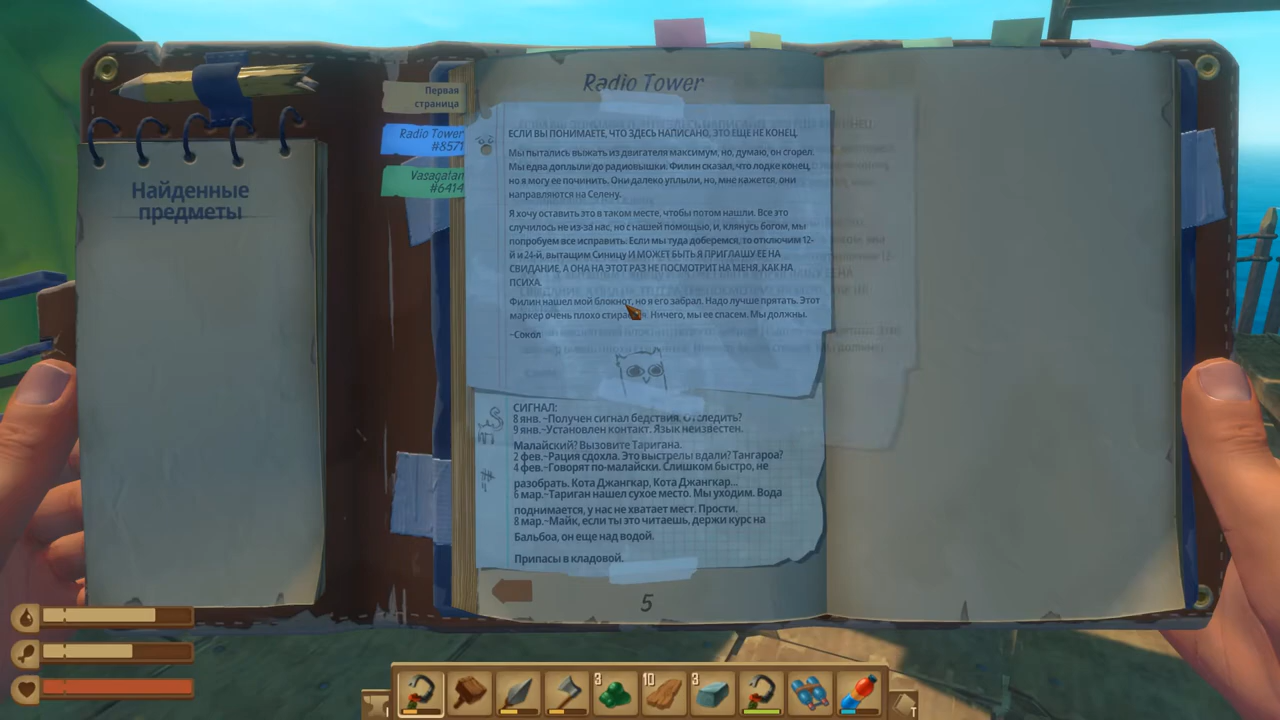 Найденные
предметы
Первая
страница
Radio Tower
#8571
Vasagatan
#6414
Radio Tower
ЕСЛИ ВЫ ПОНИМАЕТЕ, ЧТО ЗДЕСЬ НАПИСАНО, ЭТО ЕЩЕ НЕ КОНЕЦ.
Мы пытались выжать из двигателя максимум, но, думаю, он сгорел.
Мы едва доплыли до радиовышки. Филин сказал, что лодке конец,
но я могу ее починить. Они далеко уплыли, но, мне кажется, они
направляются на Селену.
Я хочу оставить это в таком месте, чтобы потом нашли. Все это
случилось не из-за нас, но с нашей помощью, и, клянусь богом, мы
попробуем все исправить. Если мы туда доберемся, то отключим 12-
й и 24-й, вытащим Синицу И МОЖЕТ БЫТЬ Я ПРИГЛАШУ ЕЕ НА
СВИДАНИЕ, А ОНА НА ЭТОТ РАЗ НЕ ПОСМОТРИТ НА МЕНЯ, КАК НА
ПСИХА.
Филин нашел мой блокнот, но я его забрал. Надо лучше прятать. Этот
маркер очень плохо Ничего, мы ее спасем. Мы должны.
~Сокол
СИГНАЛ:
8 янв. ~Получен сигнал бедствия. Отследить?
9 янв.~Установлен контакт. Язык неизвестен.
Малайский? Вызовите Таригана.
2 фев.~Рация сдохла. Это выстрелы вдали? Тангароа?
4 фев.~Говорят по-малайски. Слишком быстро, не
разобрать. Кота Джангкар, Кота Джангкар...
6 мар.~Тариган нашел сухое место. Мы уходим. Вода
поднимается, у нас не хватает мест. Прости.
8 мар.~Майк, если ты это читаешь, держи курс на
Бальбоа, он еще над водой.
Припасы в кладовой.
5
3
10
3
T